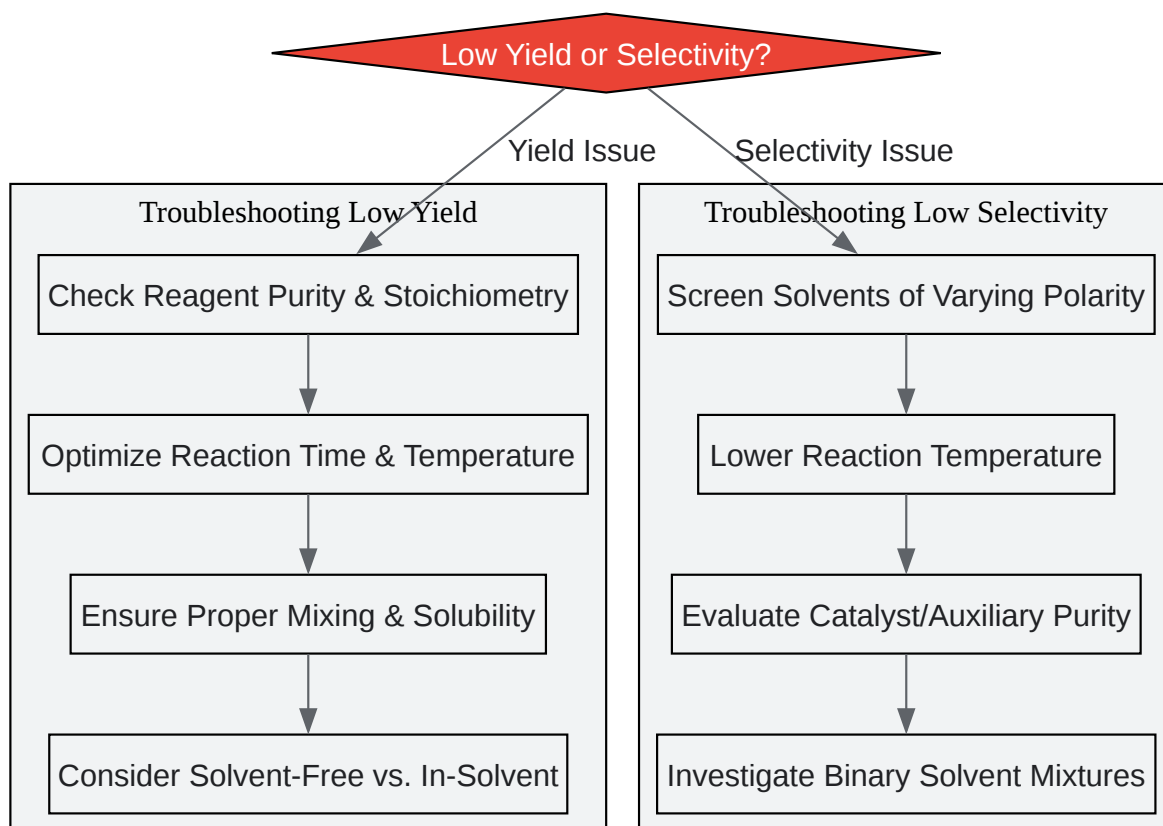 Low Yield or Selectivity?
Yield Issue
Selectivity Issue
Troubleshooting Low Yield
Check Reagent Purity & Stoichiometry
Optimize Reaction Time & Temperature
Ensure Proper Mixing & Solubility
Consider Solvent-Free vs. In-Solvent
Troubleshooting Low Selectivity
Screen Solvents of Varying Polarity
Lower Reaction Temperature
Evaluate Catalyst/Auxiliary Purity
Investigate Binary Solvent Mixtures